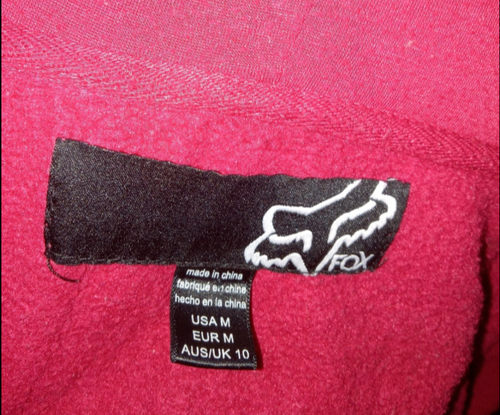 FOX
made in china
fabriqué en chine
hecho en la china
USA M
EUR M
AUS/UK 10